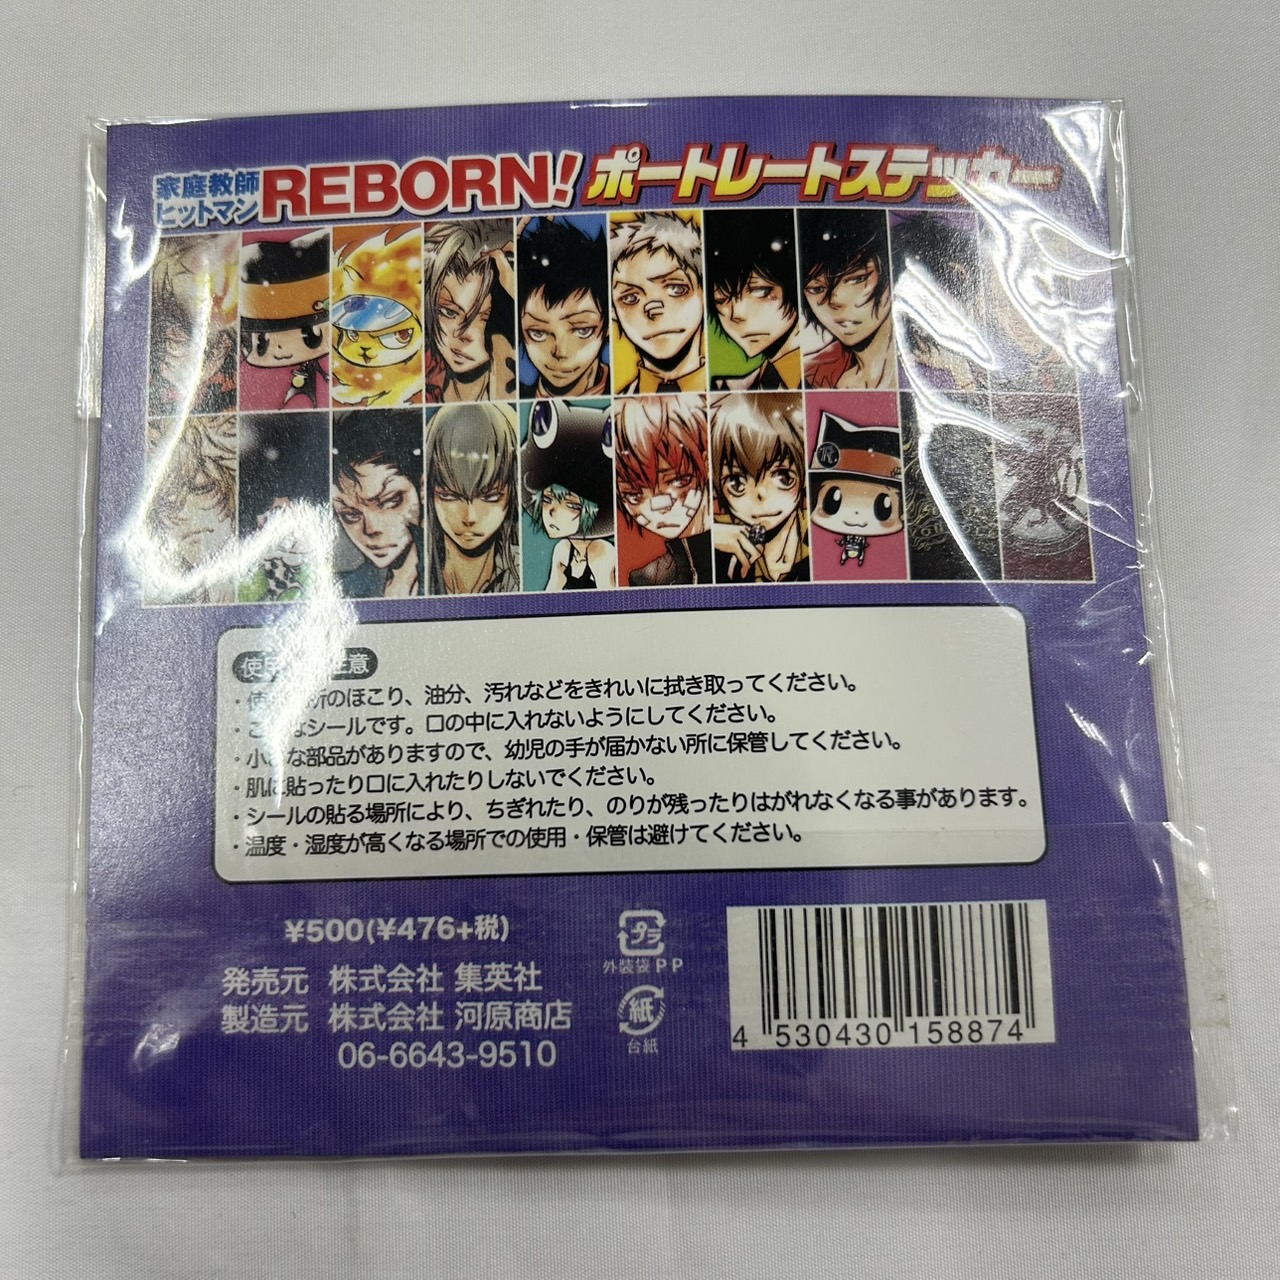 家庭教師
ヒットマン
REBORN! ポートレートステッカー
使用 注意
・使 所のほこり、油分、汚れなどをきれいに拭き取ってください。
・ シールです。口の中に入れないようにしてください。
・小さな部品がありますので、幼児の手が届かない所に保管してください。
・肌に貼ったり口に入れたりしないでください。
・シールの貼る場所により、ちぎれたり、のりが残ったりはがれなくなる事があります。
・温度・湿度が高くなる場所での使用・保管は避けてください。
¥500(¥476+税)
発売元 株式会社 集英社
製造元 株式会社 河原商店
06-6643-9510
プラ
外装袋PP
紙
台紙
4 530430 158874